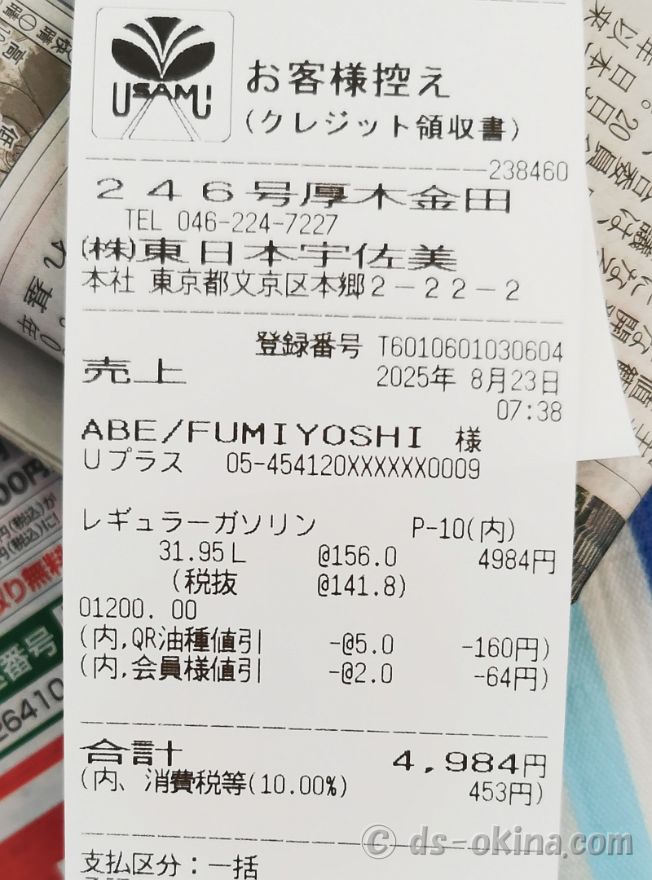 USAMI
お客様控え
(クレジット領収書)
238460
246号厚木金田
TEL 046-224-7227
(株)東日本宇佐美
本社 東京都文京区本郷2-22-2
登録番号 T6010601030604
売上 2025年 8月23日
07:38
ABE/FUMIYOSHI 様
Uプラス 05-454120XXXXXX0009
レギュラーガソリン P-10(内)
31.95L @156.0 4984円
(税抜 @141.8)
01200. 00
(内,QR油種値引 -@5.0 -160円)
(内,会員様値引 -@2.0 -64円)
合計 4,984円
(内、消費税等(10.00%) 453円)
支払区分:一括
© ds-okina.com